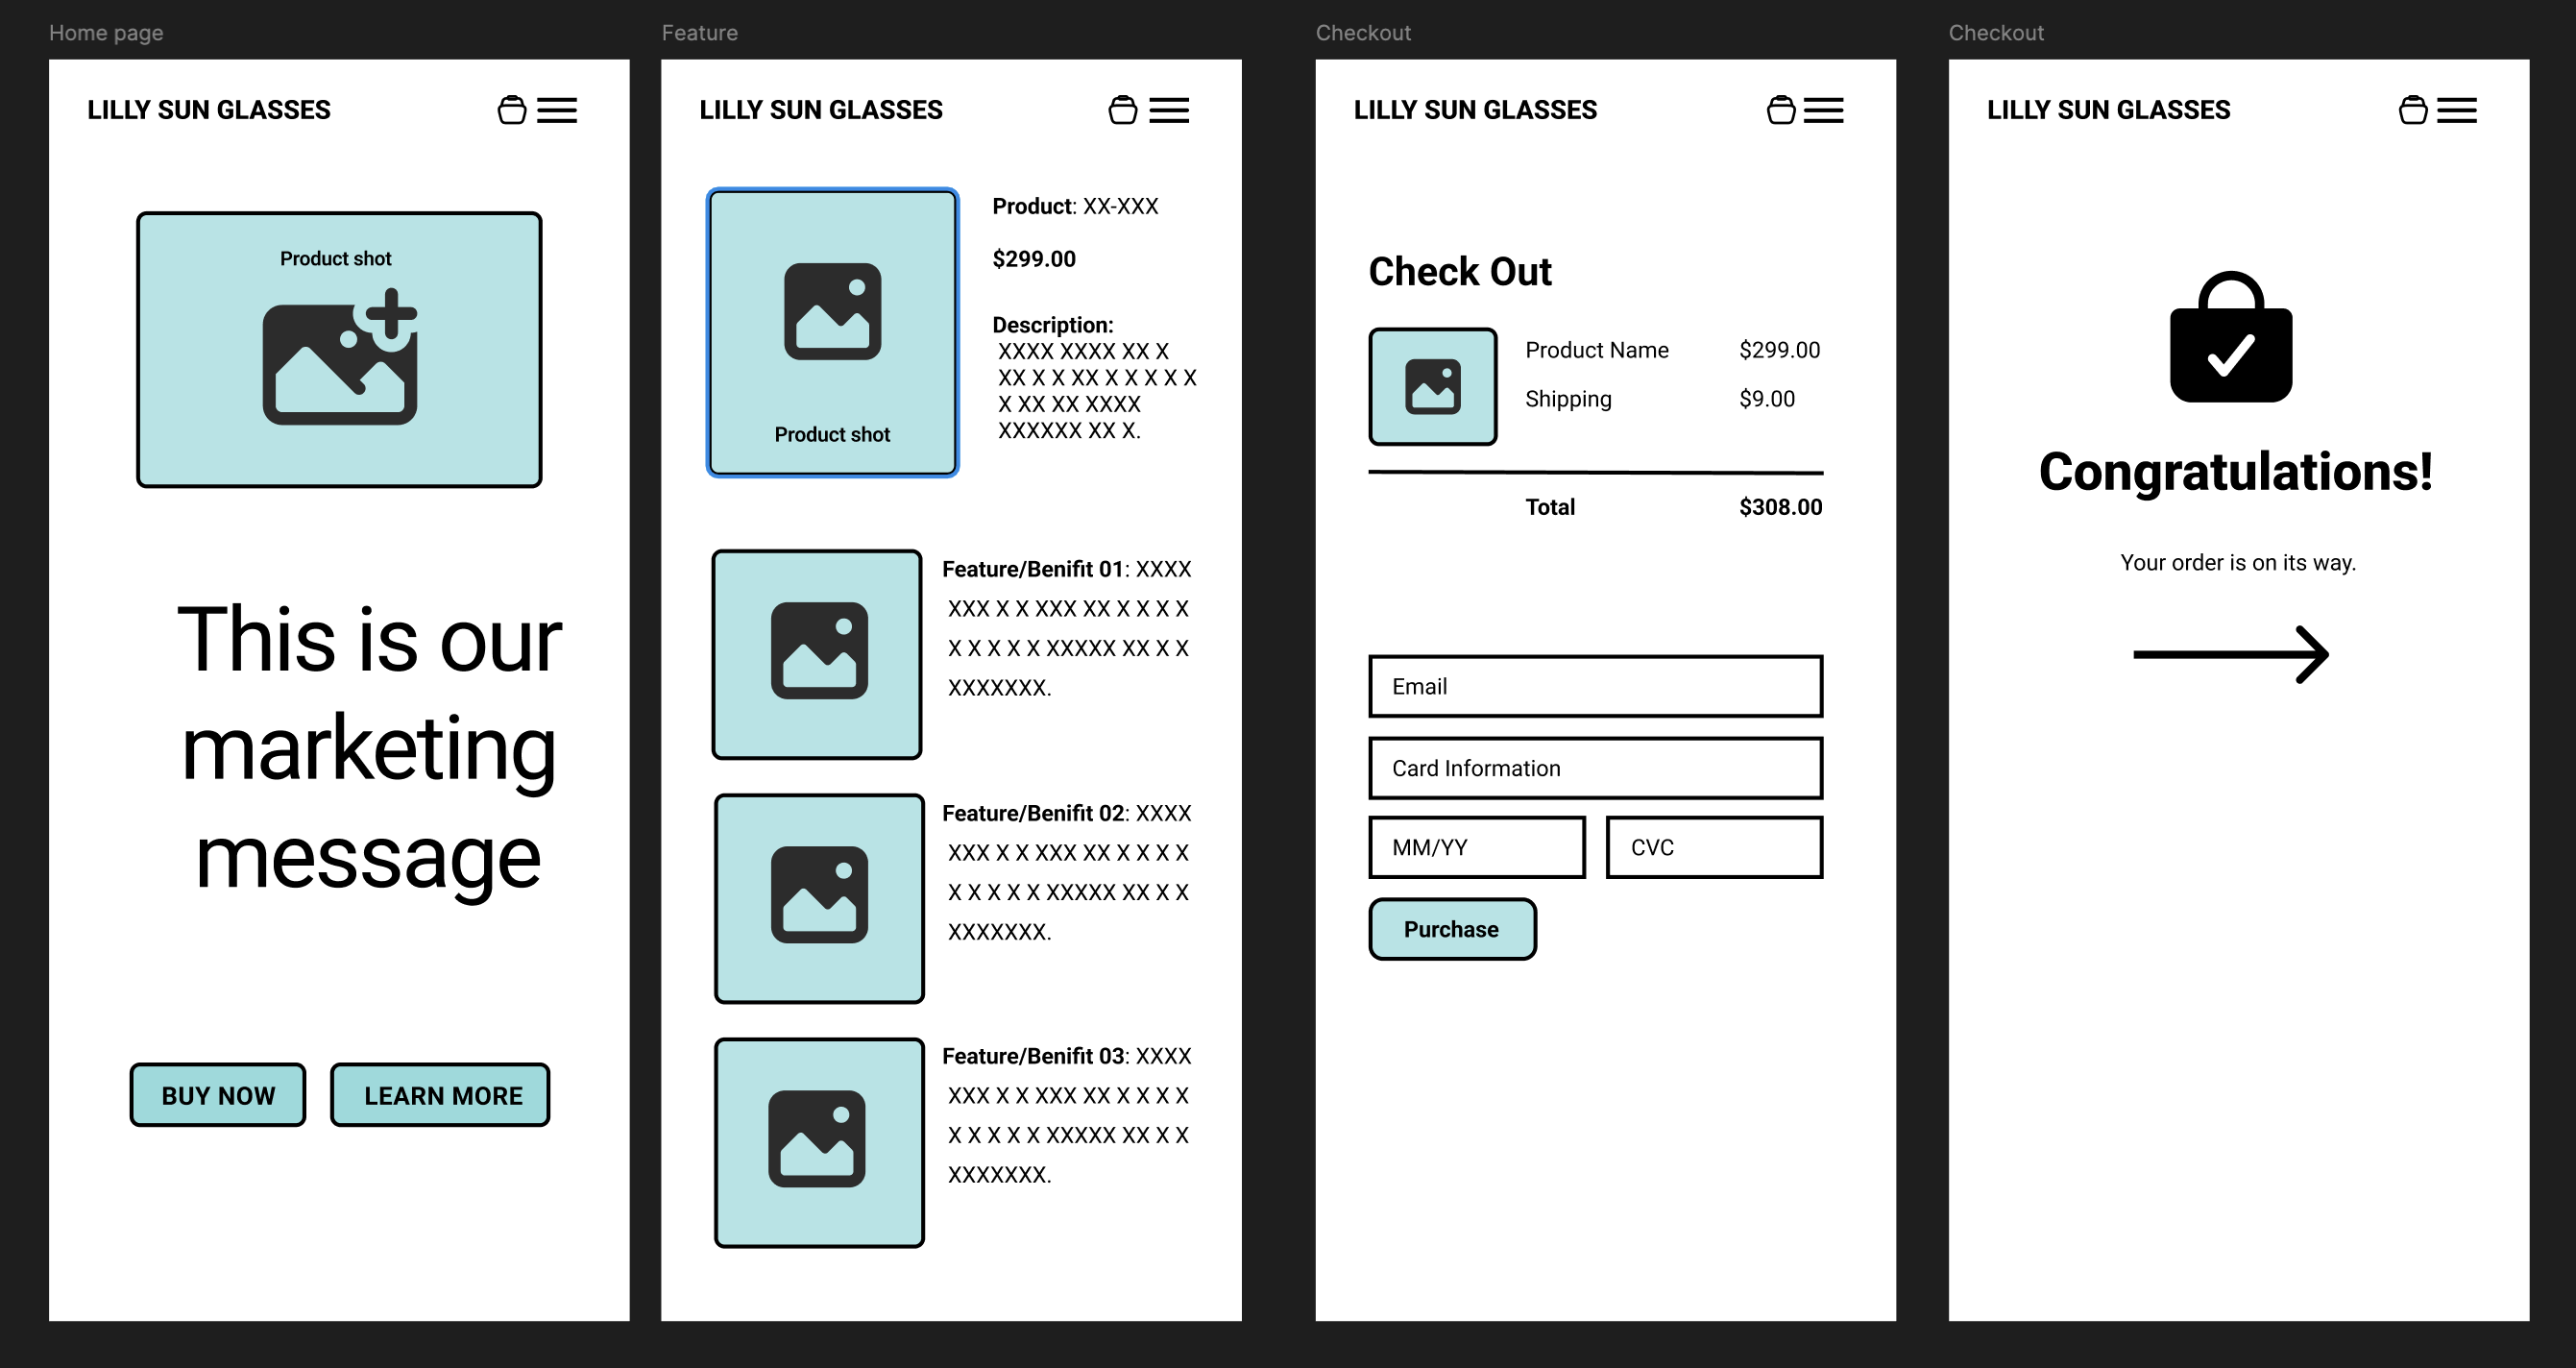 Home page
LILLY SUN GLASSES
Product shot
This is our
marketing
message
BUY NOW
LEARN MORE
Feature
LILLY SUN GLASSES
Product shot
Product: XX-XXX
$299.00
Description:
XXXX XXXX XX X
XX X X XX X X X X X
X XX XX XXXX
XXXXXX XX X.
Feature/Benifit 01: XXXX
XXX X X XXX XX X X X X
X X X X X XXXXX XX X X
XXXXXXX.
Feature/Benifit 02: XXXX
XXX X X XXX XX X X X X
X X X X X XXXXX XX X X
XXXXXXX.
Feature/Benifit 03: XXXX
XXX X X XXX XX X X X X
X X X X X XXXXX XX X X
XXXXXXX.
Checkout
LILLY SUN GLASSES
Check Out
Product Name $299.00
Shipping $9.00
Total $308.00
Email
Card Information
MM/YY
CVC
Purchase
Checkout
LILLY SUN GLASSES
Congratulations!
Your order is on its way.